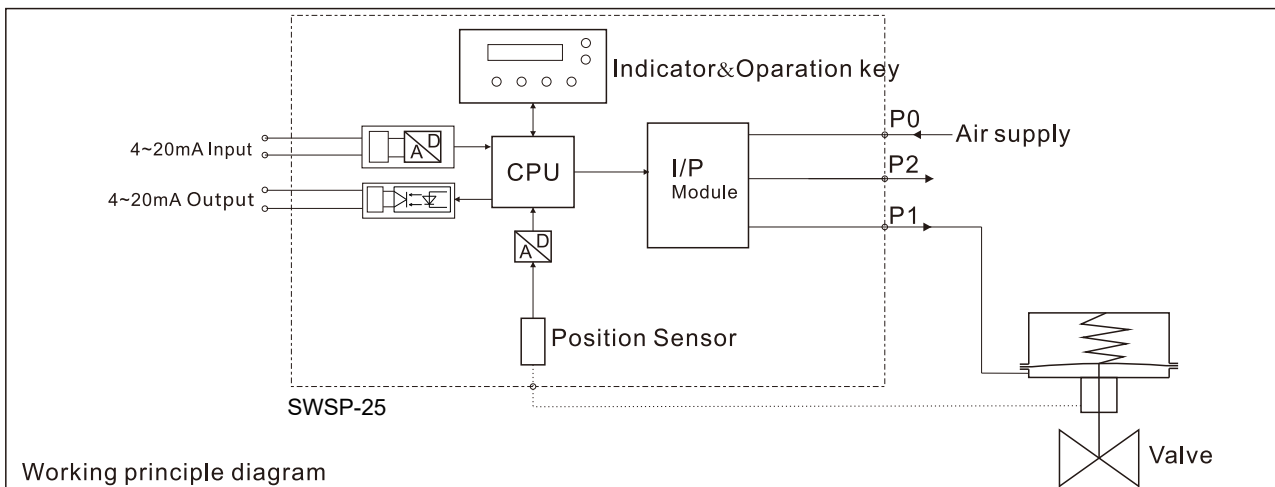 Indicator&Oparation key
P0
Air supply
4~20mA Input
D
A
CPU
I/P
Module
P2
4~20mA Output
P1
D
A
Position Sensor
SWSP-25
Valve
Working principle diagram